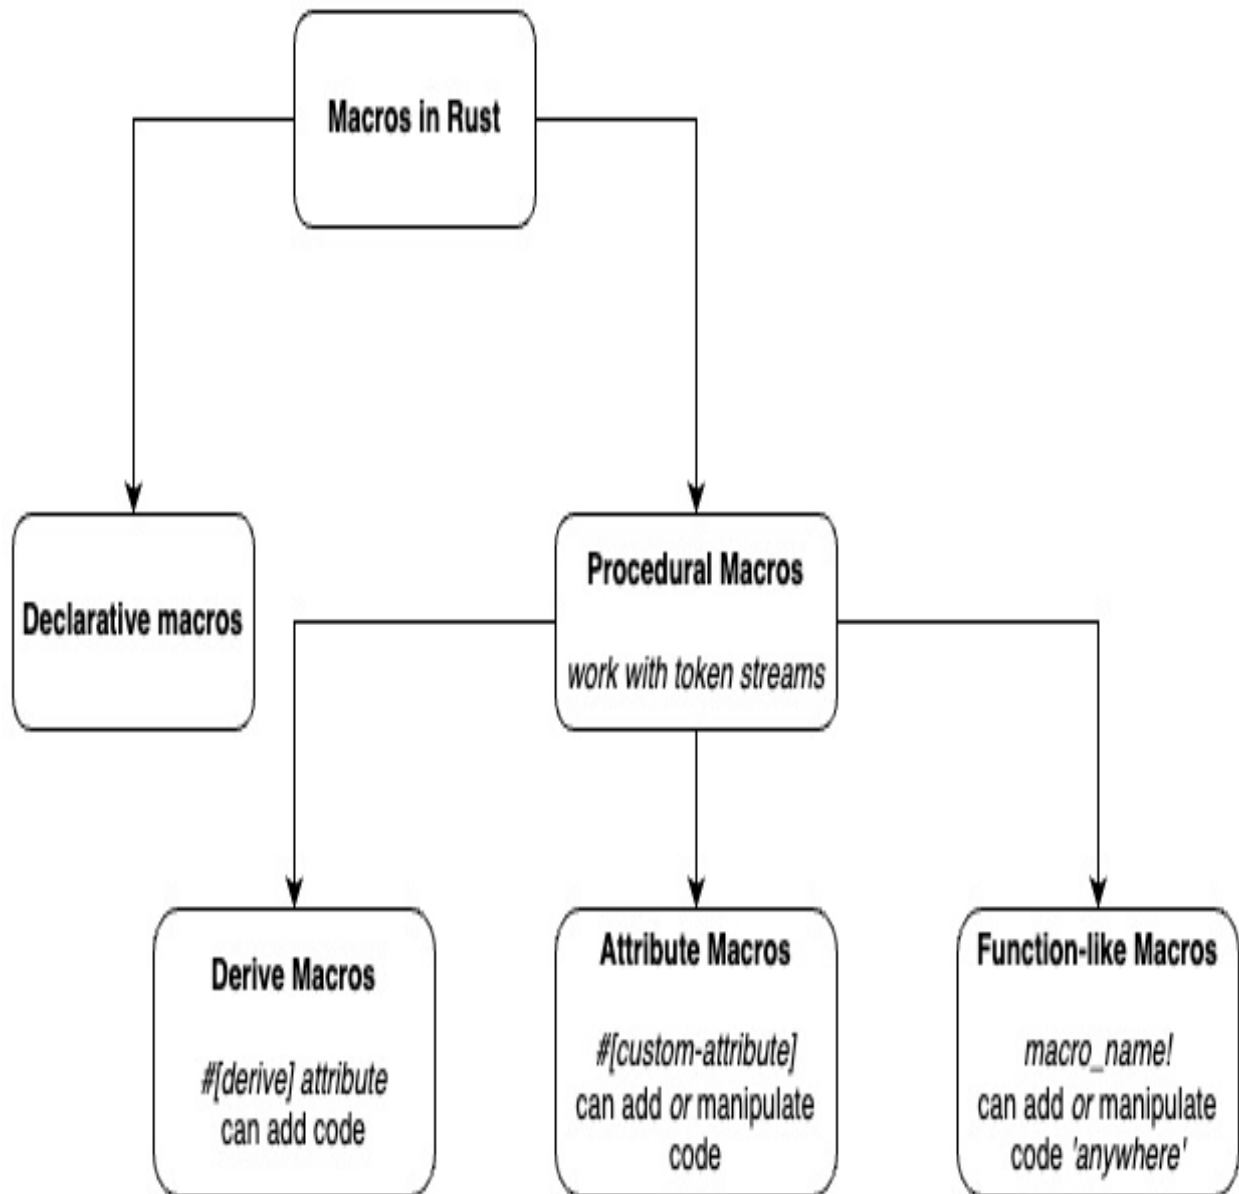 Macros in Rust
Declarative macros
Procedural Macros
work with token streams
Derive Macros
#[derive] attribute
can add code
Attribute Macros
#[custom-attribute]
can add or manipulate
code
Function-like Macros
macro_name!
can add or manipulate
code 'anywhere'